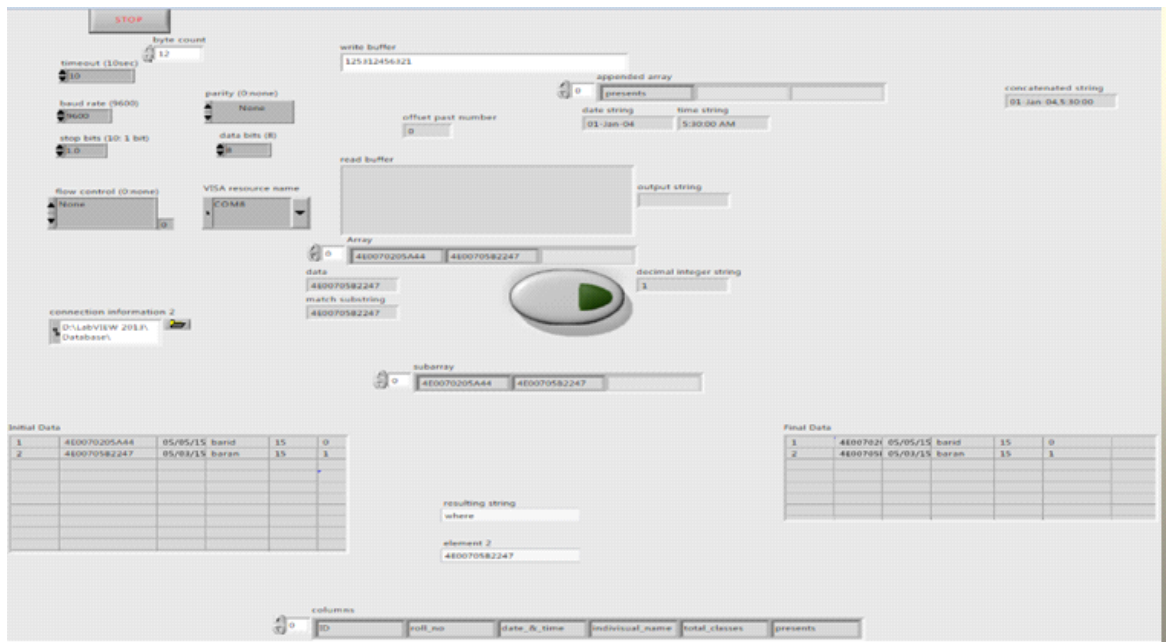 STOP
byte count
12
write buffer
125312456321
timeout (10sec)
10
appended array
0
presents
concatenated string
01-Jan-04,5:30:00
baud rate (9600)
9600
parity (0:none)
None
date string
time string
01-Jan-04
5:30:00 AM
offset past number
0
stop bits (10: 1 bit)
1.0
data bits (8)
8
read buffer
flow control (0:none)
None
0
VISA resource name
COM8
output string
Array
0
4E0070205A44
4E00705B2247
data
4E00705B2247
decimal integer string
1
match substring
4E00705B2247
connection information 2
D:\LabVIEW 2013\
Database\
subarray
0
4E0070205A44
4E00705B2247
Initial Data
1 4E0070205A44 05/05/15 barid 15 0
2 4E00705B2247 05/03/15 baran 15 1
Final Data
1 4E00702( 05/05/15 barid 15 0
2 4E00705I 05/03/15 baran 15 1
resulting string
where
element 2
4E00705B2247
columns
0
ID
roll_no
date_&_time
indivisual_name
total_classes
presents